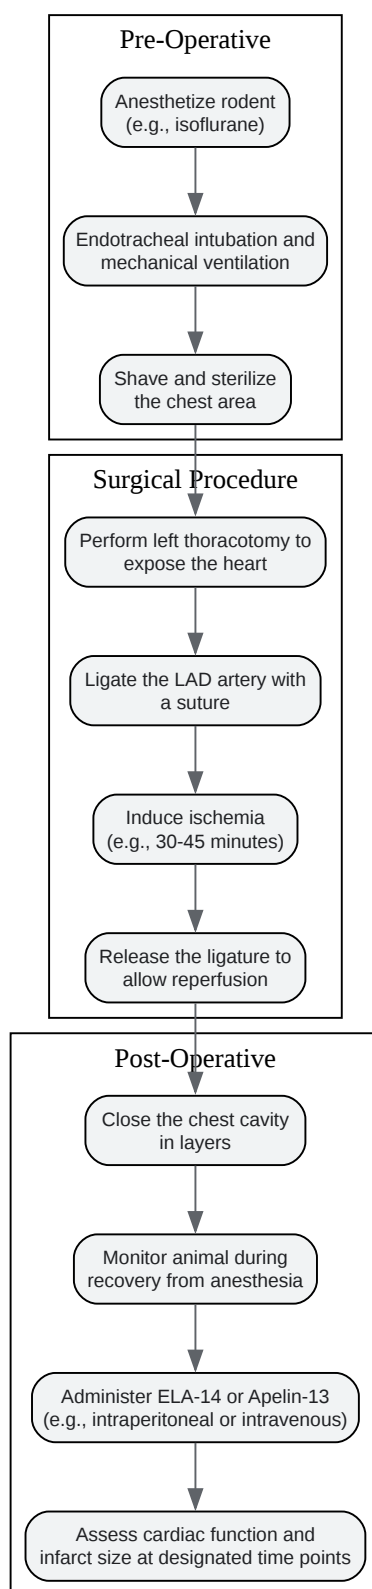 Pre-Operative
Anesthetize rodent
(e.g., isoflurane)
Endotracheal intubation and
mechanical ventilation
Shave and sterilize
the chest area
Surgical Procedure
Perform left thoracotomy to
expose the heart
Ligate the LAD artery with
a suture
Induce ischemia
(e.g., 30-45 minutes)
Release the ligature to
allow reperfusion
Post-Operative
Close the chest cavity
in layers
Monitor animal during
recovery from anesthesia
Administer ELA-14 or Apelin-13
(e.g., intraperitoneal or intravenous)
Assess cardiac function and
infarct size at designated time points